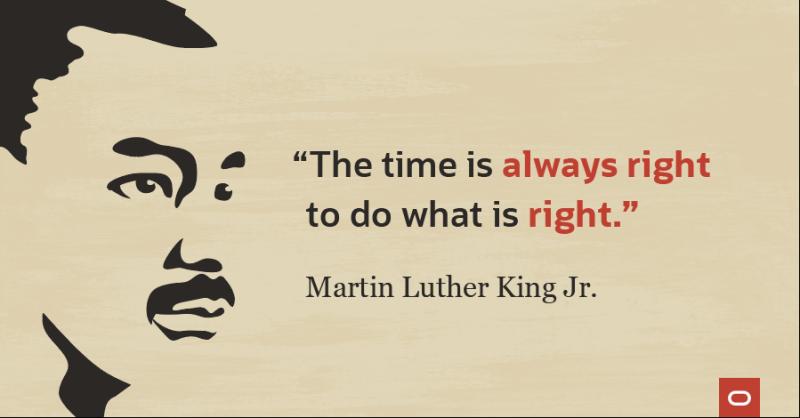 “The time is always right
to do what is right.”
Martin Luther King Jr.